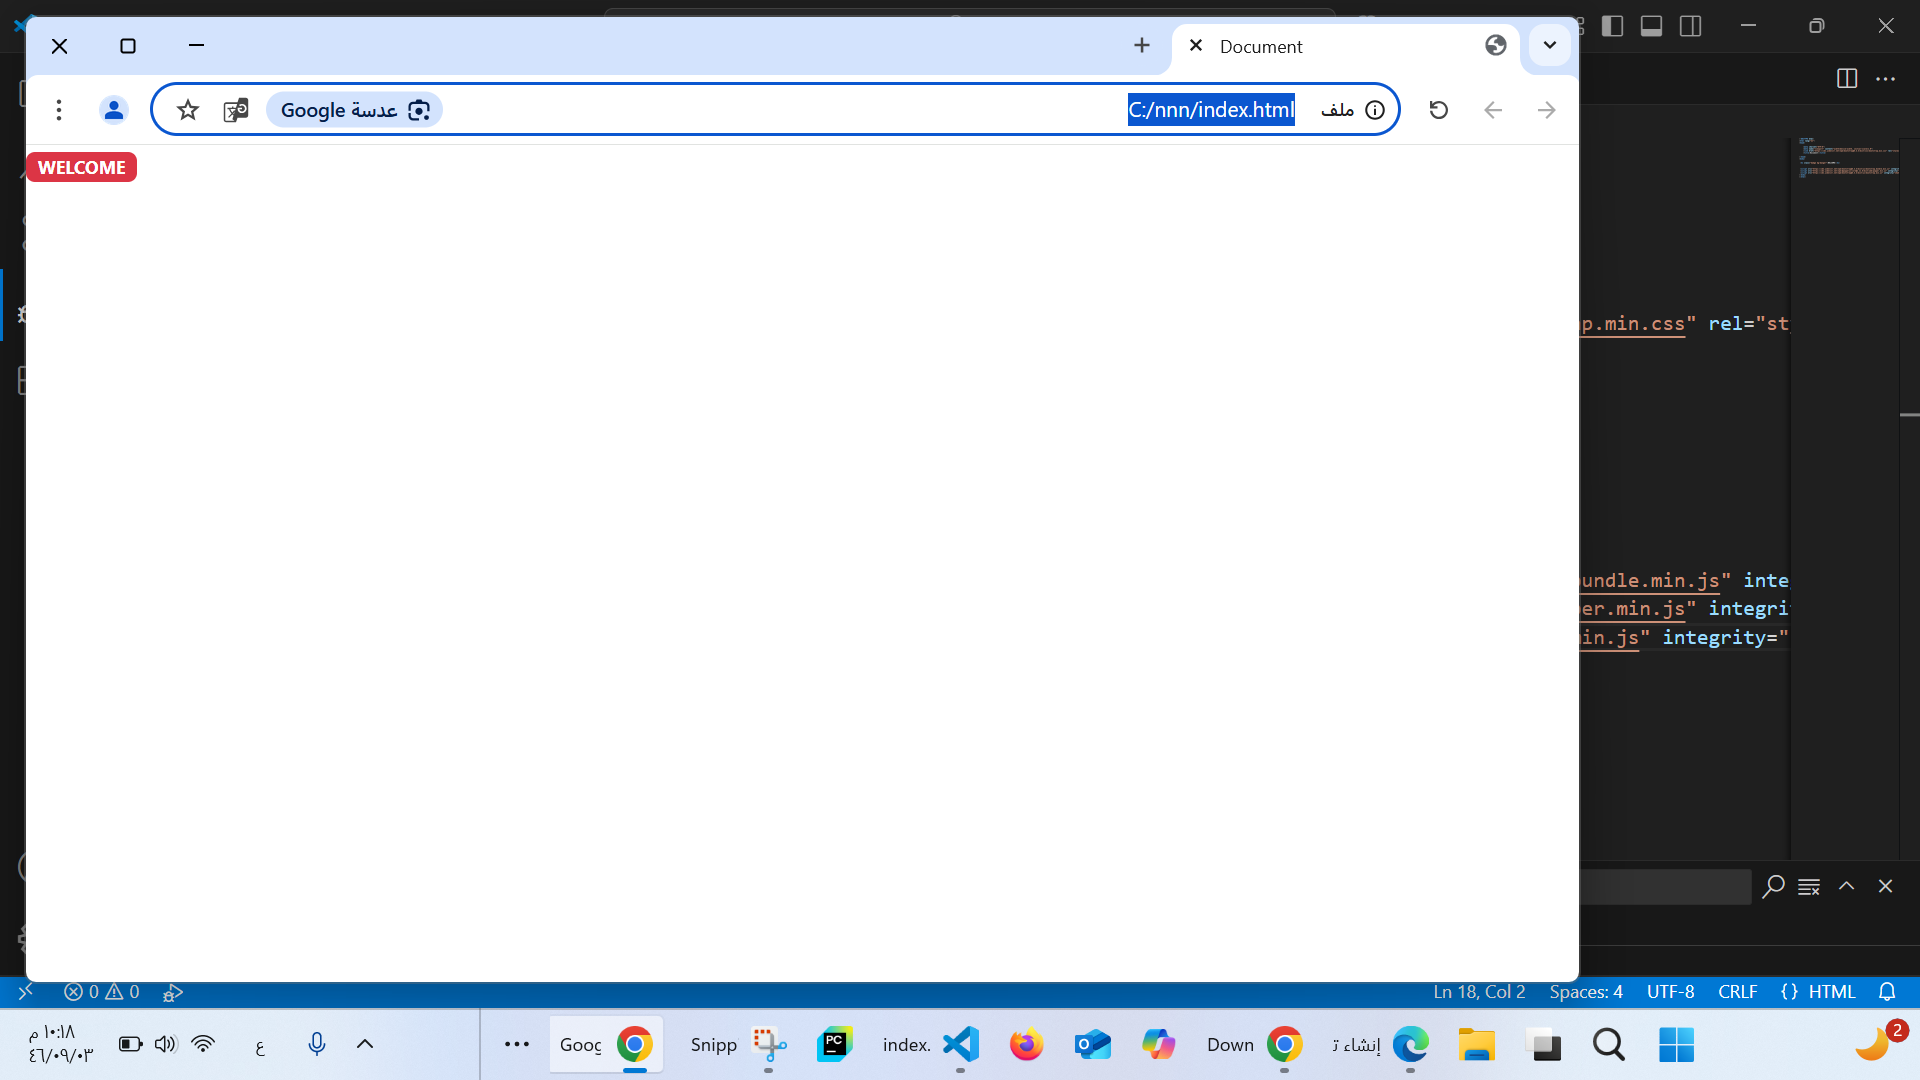 Document
عدسة Google
C:/nnn/index.html
ملف
WELCOME
p.min.css" rel="st
undle.min.js" inte
er.min.js" integri
in.js" integrity="
0 0
Ln 18, Col 2 Spaces: 4 UTF-8 CRLF {} HTML
١٠:١٨ م
٤٦/٠٩/٠٣
ع
Goog
Snipp
PC
index.
Down
إنشاء ت
2